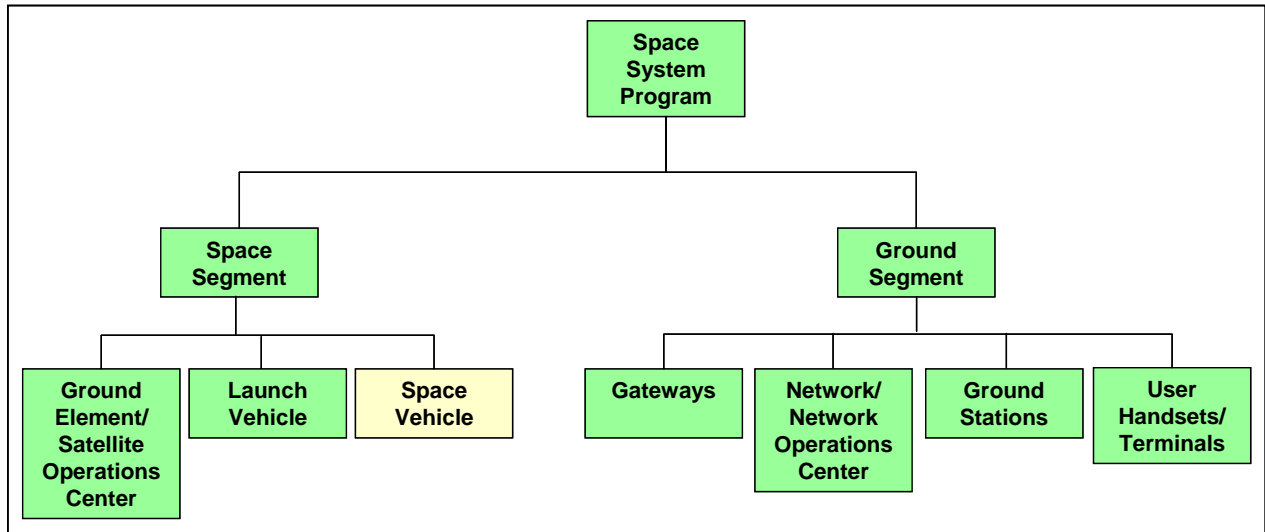 Space
System
Program
Space
Segment
Ground
Segment
Ground
Element/
Satellite
Operations
Center
Launch
Vehicle
Space
Vehicle
Gateways
Network/
Network
Operations
Center
Ground
Stations
User
Handsets/
Terminals